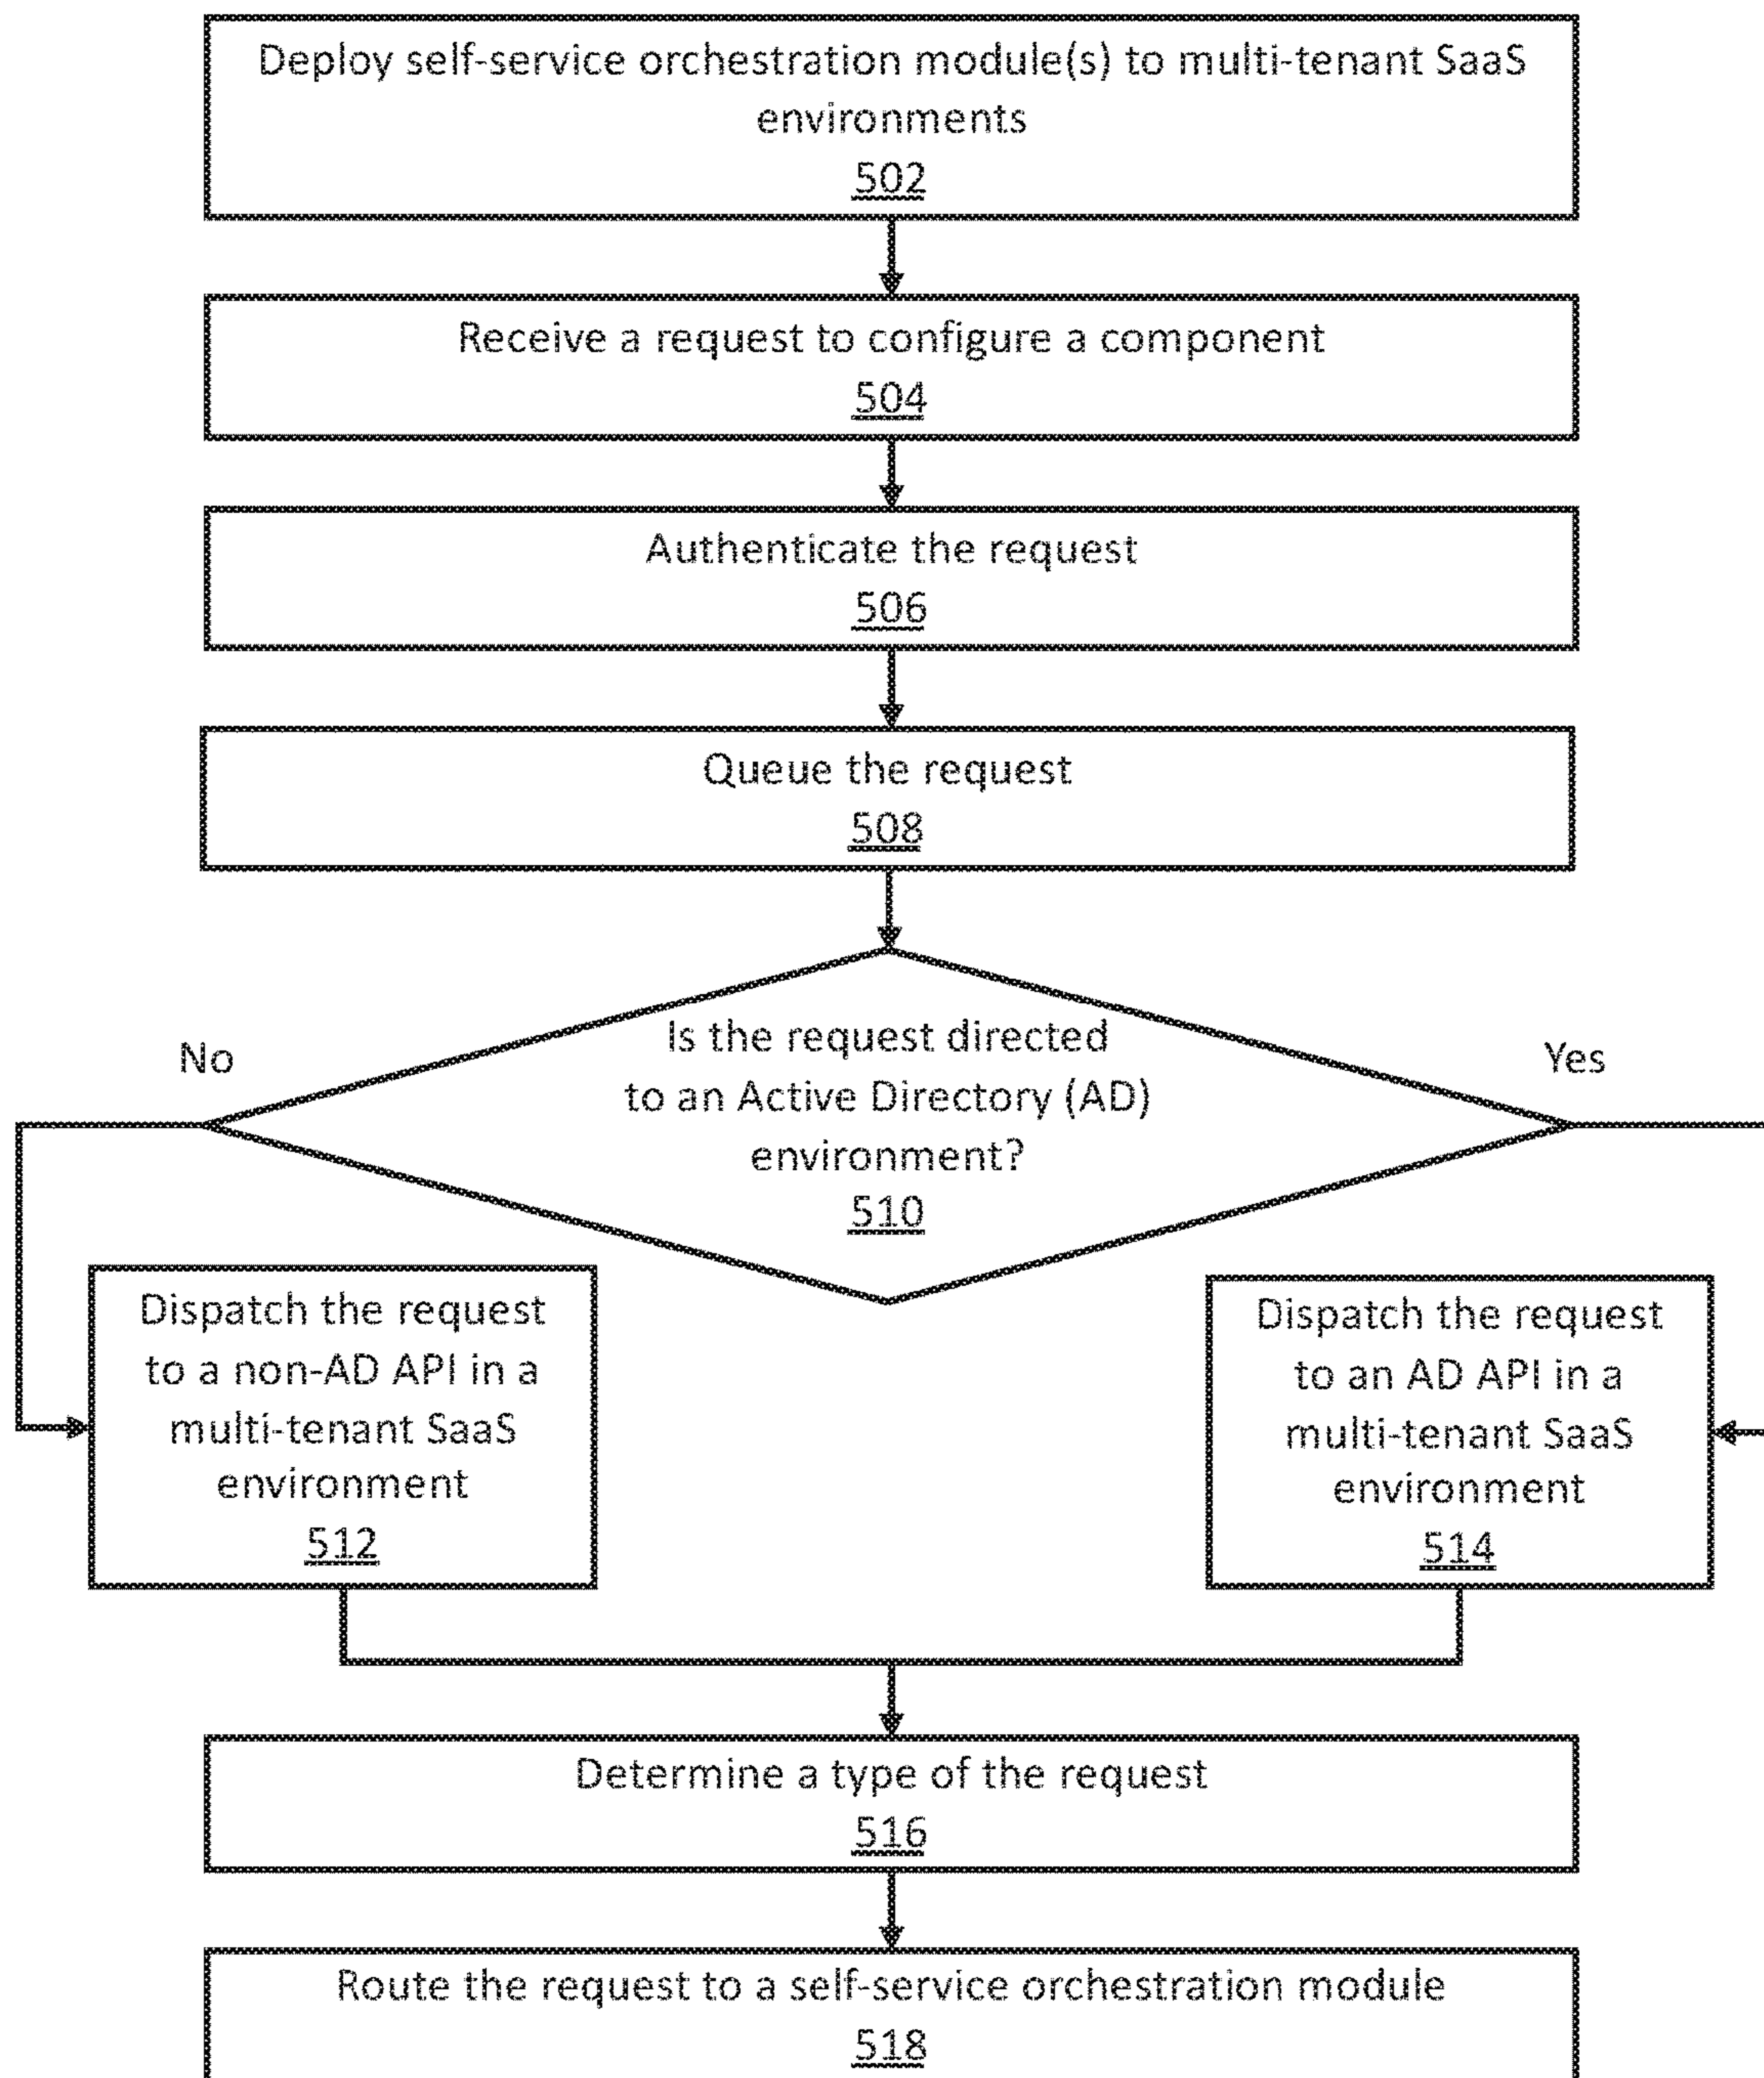 Deploy self-service orchestration module(s) to multi-tenant SaaS
environments
502
Receive a request to configure a component
504
Authenticate the request
506
Queue the request
508
Is the request directed
to an Active Directory (AD)
environment?
510
No
Yes
Dispatch the request
to a non-AD API in a
multi-tenant SaaS
environment
512
Dispatch the request
to an AD API in a
multi-tenant SaaS
environment
514
Determine a type of the request
516
Route the request to a self-service orchestration module
518